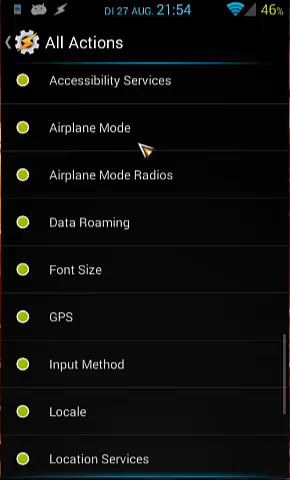 DI 27 AUG. 21:54 46%
All Actions
Accessibility Services
Airplane Mode
Airplane Mode Radios
Data Roaming
Font Size
GPS
Input Method
Locale
Location Services